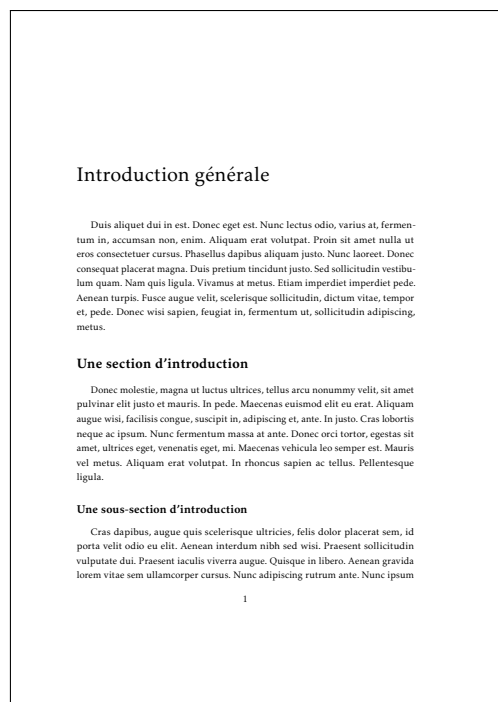 Introduction générale
Duis aliquet dui in est. Donec eget est. Nunc lectus odio, varius at, fermen-
tum in, accumsan non, enim. Aliquam erat volutpat. Proin sit amet nulla ut
eros consectetuer cursus. Phasellus dapibus aliquam justo. Nunc laoreet. Donec
consequat placerat magna. Duis pretium tincidunt justo. Sed sollicitudin vestibu-
lum quam. Nam quis ligula. Vivamus at metus. Etiam imperdiet imperdiet pede.
Aenean turpis. Fusce augue velit, scelerisque sollicitudin, dictum vitae, tempor
et, pede. Donec wisi sapien, feugiat in, fermentum ut, sollicitudin adipiscing,
metus.
Une section d’introduction
Donec molestie, magna ut luctus ultrices, tellus arcu nonummy velit, sit amet
pulvinar elit justo et mauris. In pede. Maecenas euismod elit eu erat. Aliquam
augue wisi, facilisis congue, suscipit in, adipiscing et, ante. In justo. Cras lobortis
neque ac ipsum. Nunc fermentum massa at ante. Donec orci tortor, egestas sit
amet, ultrices eget, venenatis eget, mi. Maecenas vehicula leo semper est. Mauris
vel metus. Aliquam erat volutpat. In rhoncus sapien ac tellus. Pellentesque
ligula.
Une sous-section d’introduction
Cras dapibus, augue quis scelerisque ultricies, felis dolor placerat sem, id
porta velit odio eu elit. Aenean interdum nibh sed wisi. Praesent sollicitudin
vulputate dui. Praesent iaculis viverra augue. Quisque in libero. Aenean gravida
lorem vitae sem ullamcorper cursus. Nunc adipiscing rutrum ante. Nunc ipsum
1